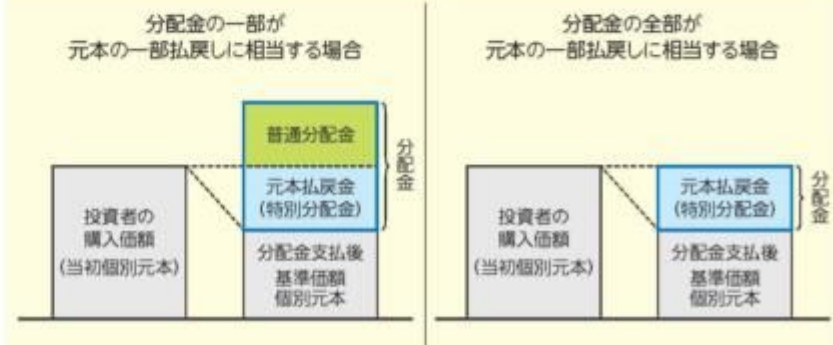 分配金の一部が
元本の一部払戻しに相当する場合
普通分配金
元本払戻金
(特別分配金)
分配金
投資者の
購入価額
(当初個別元本)
分配金支払後
基準価額
個別元本
分配金の全部が
元本の一部払戻しに相当する場合
元本払戻金
(特別分配金)
分配金
投資者の
購入価額
(当初個別元本)
分配金支払後
基準価額
個別元本